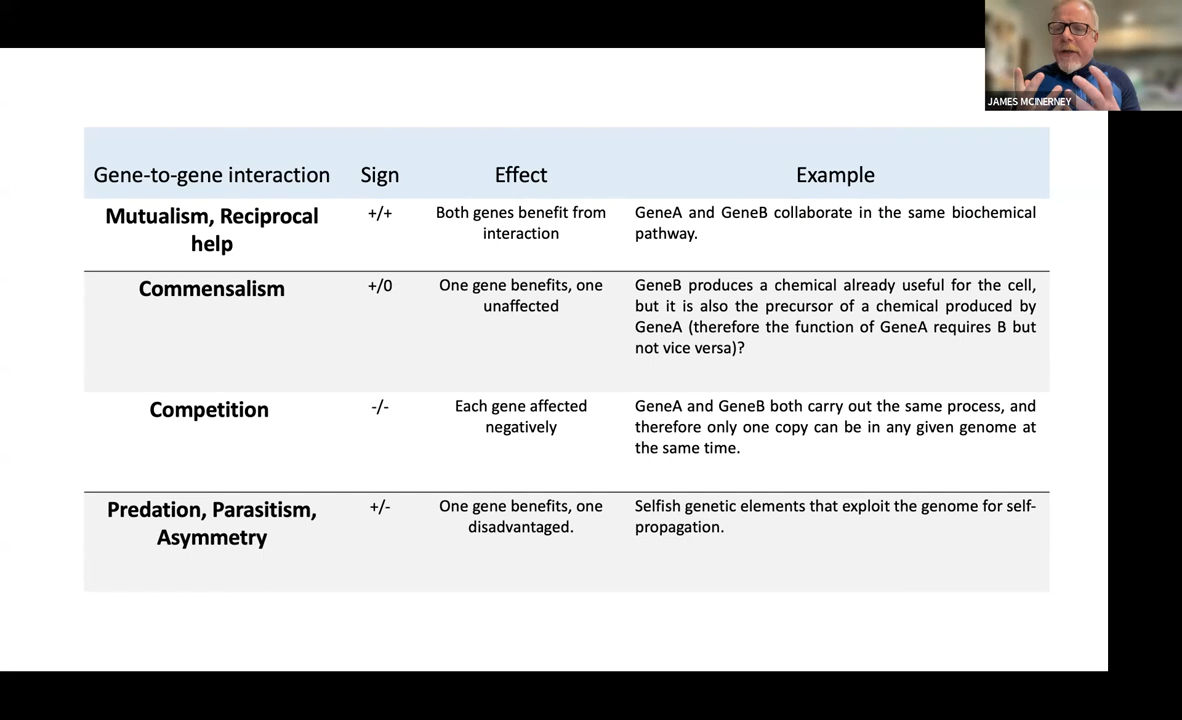 JAMES MCINERNEY
Gene-to-gene interaction Sign Effect Example
Mutualism, Reciprocal
help
+/+
Both genes benefit from
interaction
GeneA and GeneB collaborate in the same biochemical
pathway.
Commensalism
+/0
One gene benefits, one
unaffected
GeneB produces a chemical already useful for the cell,
but it is also the precursor of a chemical produced by
GeneA (therefore the function of GeneA requires B but
not vice versa)?
Competition
-/-
Each gene affected
negatively
GeneA and GeneB both carry out the same process, and
therefore only one copy can be in any given genome at
the same time.
Predation, Parasitism,
Asymmetry
+/-
One gene benefits, one
disadvantaged.
Selfish genetic elements that exploit the genome for self-
propagation.